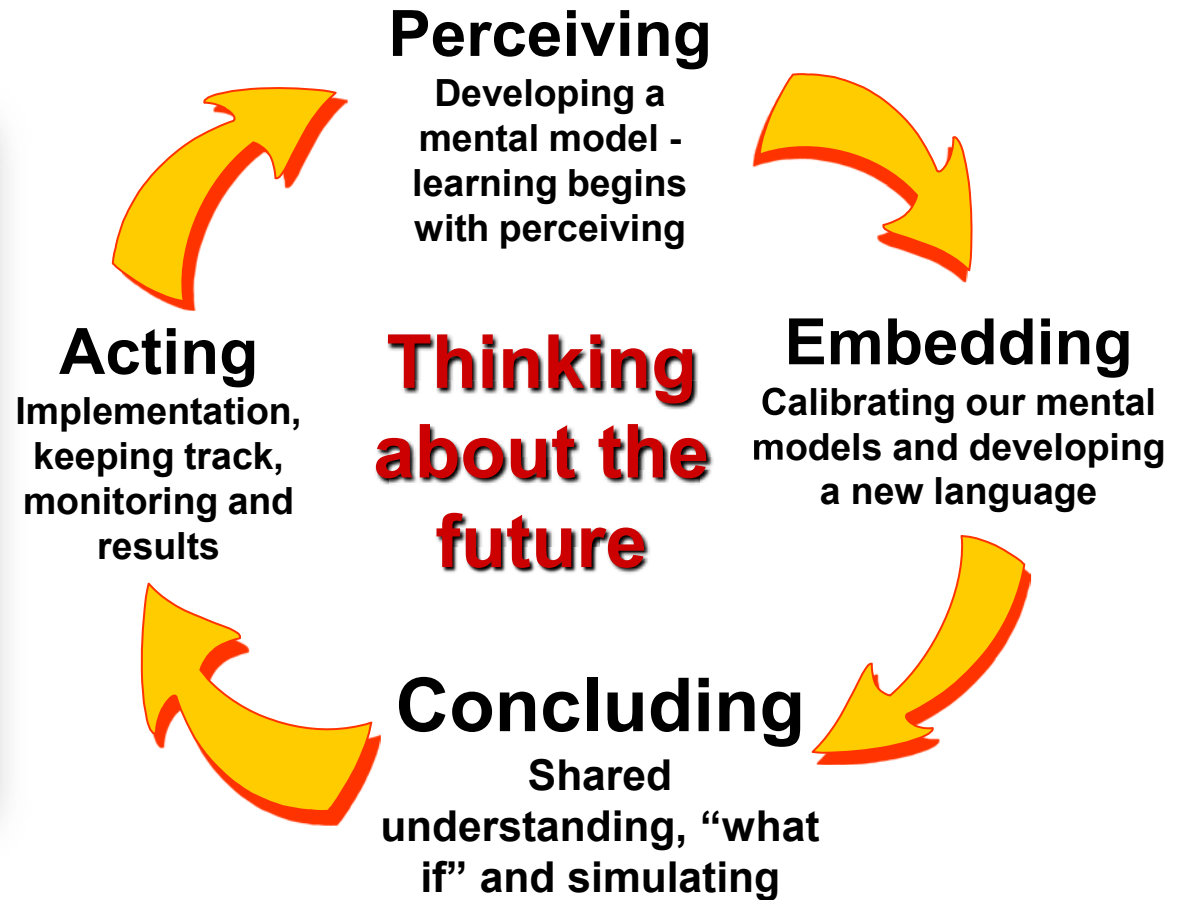 Perceiving
Developing a
mental model -
learning begins
with perceiving
Embedding
Calibrating our mental
models and developing
a new language
Concluding
Shared
understanding, “what
if” and simulating
Acting
Implementation,
keeping track,
monitoring and
results
Thinking
about the
future